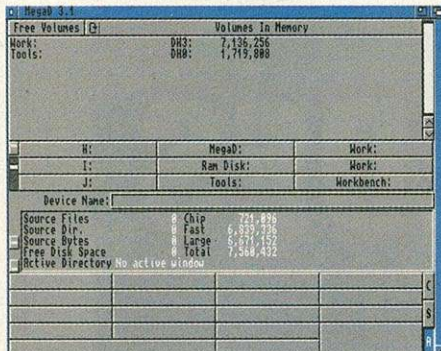 MegaD 3.1
Free Volumes Volumes In Memory
Work: DH3: 7,136,256
Tools: DH0: 1,719,808
H: MegaD: Work:
I: Ram Disk: Work:
J: Tools: Workbench:
Device Name:
Source Files 0 Chip 721,096
Source Dir. 0 Fast 6,839,336
Source Bytes 0 Large 6,671,152
Free Disk Space 0 Total 7,560,432
Active Directory No active window
C
S
A